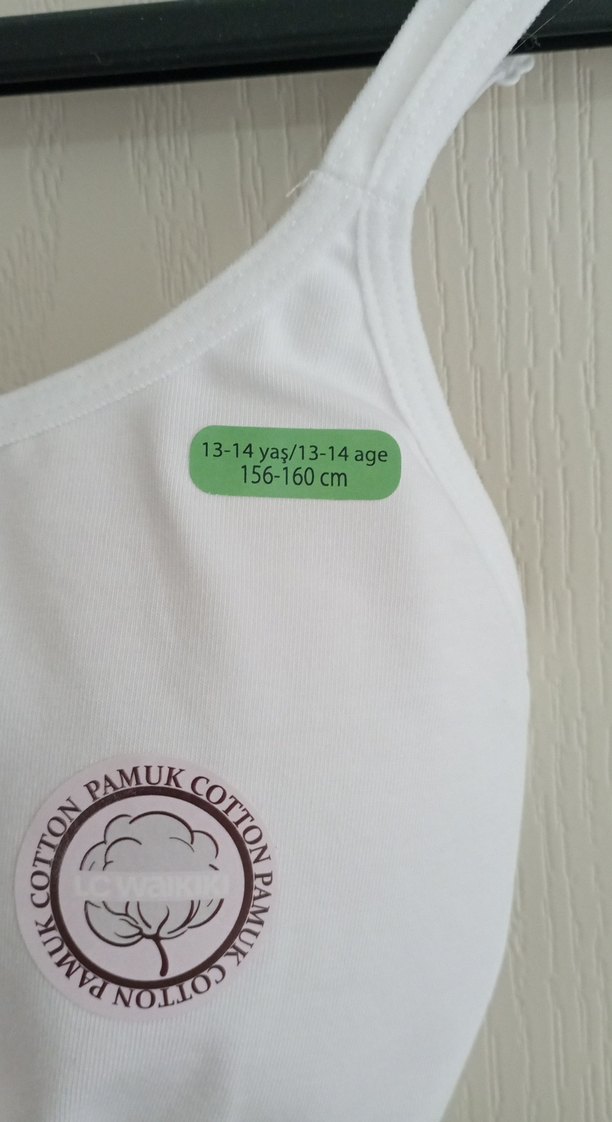 13-14 yaş/13-14 age
156-160 cm
PAMUK COTTON PAMUK COTTON PAMUK COTTON
LC WAIKIKI